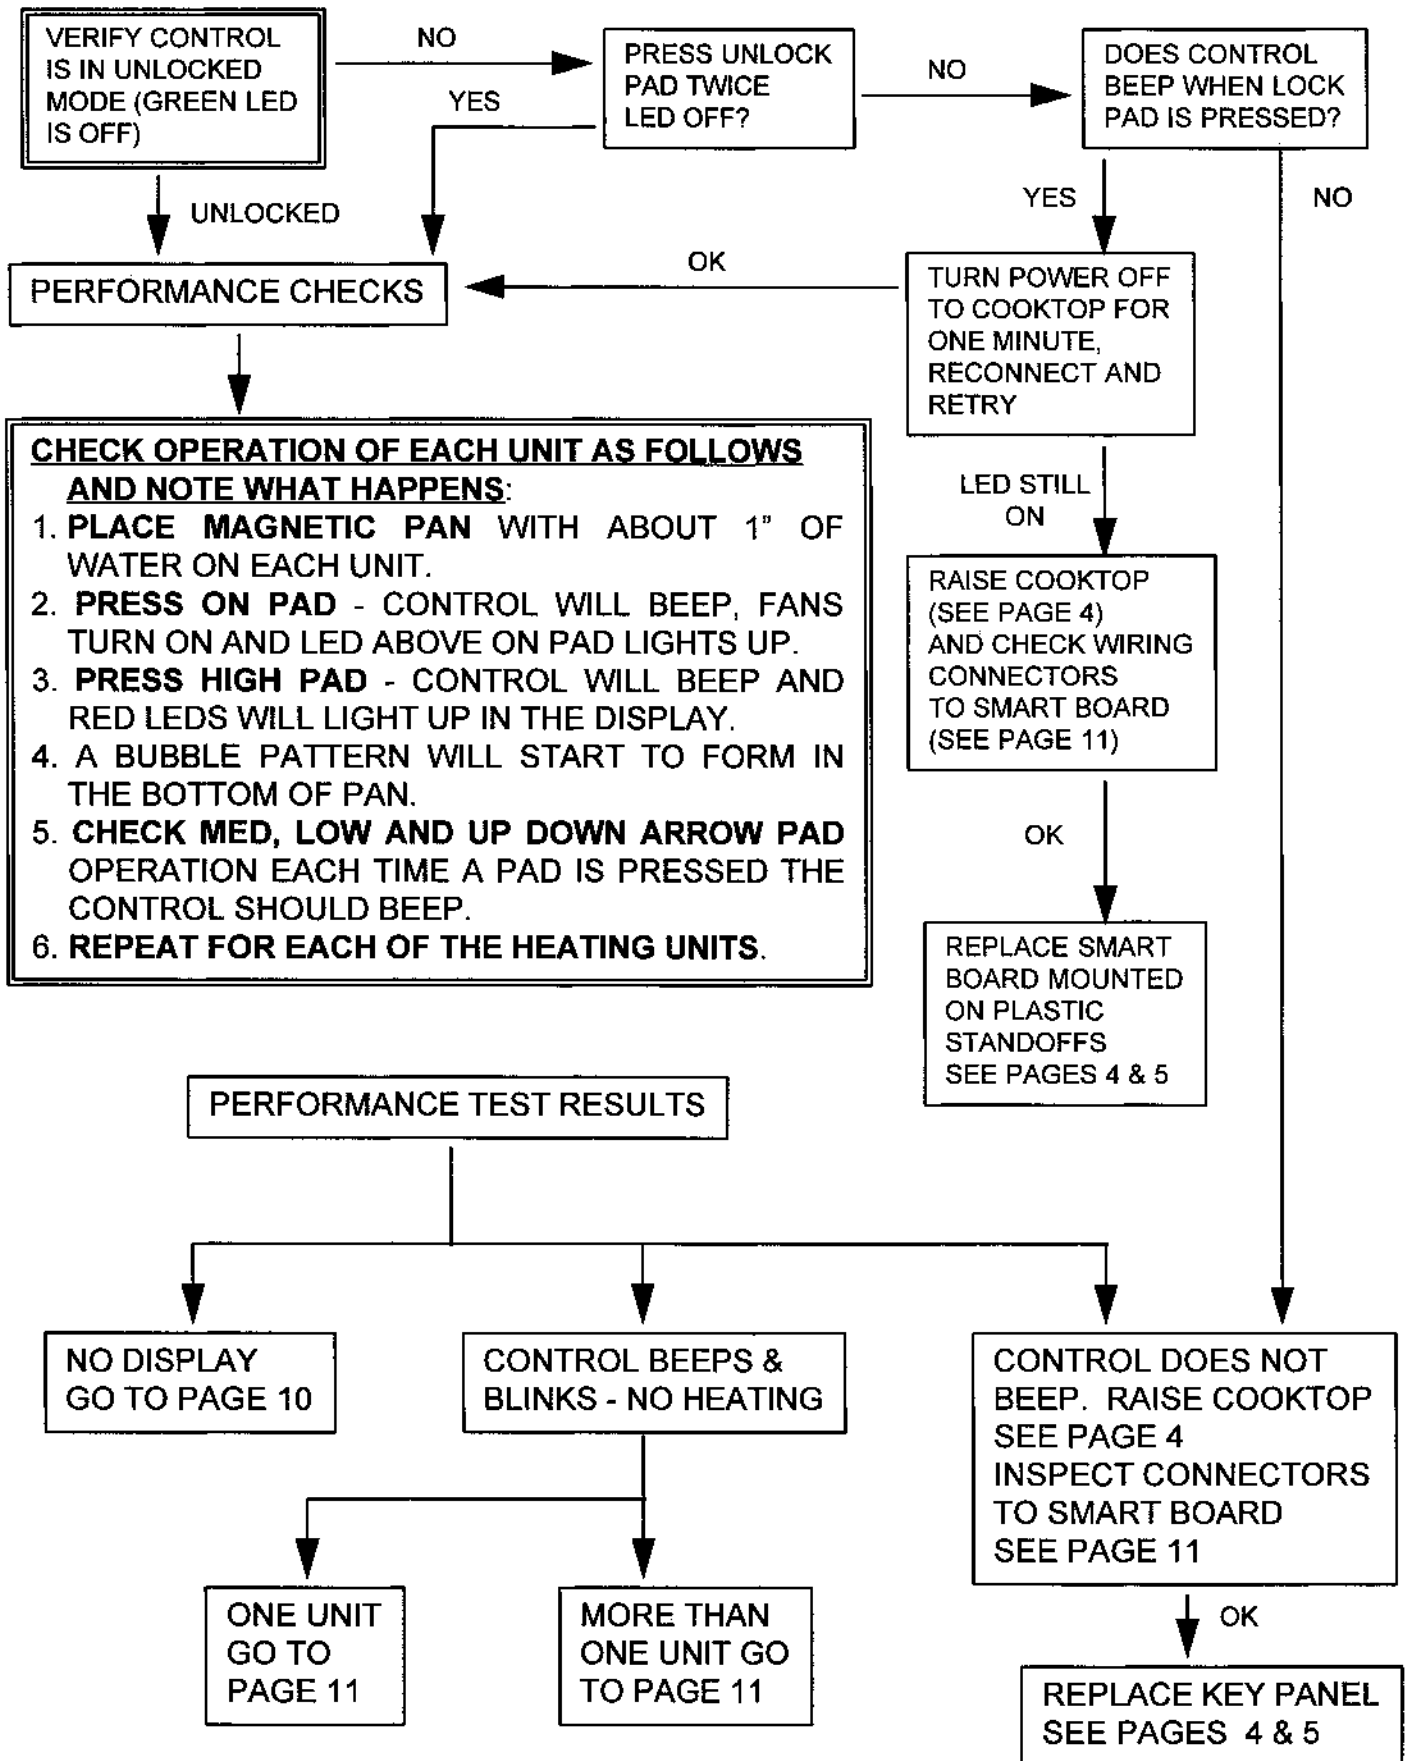 VERIFY CONTROL
IS IN UNLOCKED
MODE (GREEN LED
IS OFF)
NO
PRESS UNLOCK
PAD TWICE
LED OFF?
YES
NO
DOES CONTROL
BEEP WHEN LOCK
PAD IS PRESSED?
UNLOCKED
YES
NO
PERFORMANCE CHECKS
OK
TURN POWER OFF
TO COOKTOP FOR
ONE MINUTE,
RECONNECT AND
RETRY
CHECK OPERATION OF EACH UNIT AS FOLLOWS
AND NOTE WHAT HAPPENS:
1. PLACE MAGNETIC PAN WITH ABOUT 1" OF
WATER ON EACH UNIT.
2. PRESS ON PAD - CONTROL WILL BEEP, FANS
TURN ON AND LED ABOVE ON PAD LIGHTS UP.
3. PRESS HIGH PAD - CONTROL WILL BEEP AND
RED LEDS WILL LIGHT UP IN THE DISPLAY.
4. A BUBBLE PATTERN WILL START TO FORM IN
THE BOTTOM OF PAN.
5. CHECK MED, LOW AND UP DOWN ARROW PAD
OPERATION EACH TIME A PAD IS PRESSED THE
CONTROL SHOULD BEEP.
6. REPEAT FOR EACH OF THE HEATING UNITS.
LED STILL
ON
RAISE COOKTOP
(SEE PAGE 4)
AND CHECK WIRING
CONNECTORS
TO SMART BOARD
(SEE PAGE 11)
OK
REPLACE SMART
BOARD MOUNTED
ON PLASTIC
STANDOFFS
SEE PAGES 4 & 5
PERFORMANCE TEST RESULTS
NO DISPLAY
GO TO PAGE 10
CONTROL BEEPS &
BLINKS - NO HEATING
CONTROL DOES NOT
BEEP. RAISE COOKTOP
SEE PAGE 4
INSPECT CONNECTORS
TO SMART BOARD
SEE PAGE 11
ONE UNIT
GO TO
PAGE 11
MORE THAN
ONE UNIT GO
TO PAGE 11
OK
REPLACE KEY PANEL
SEE PAGES 4 & 5